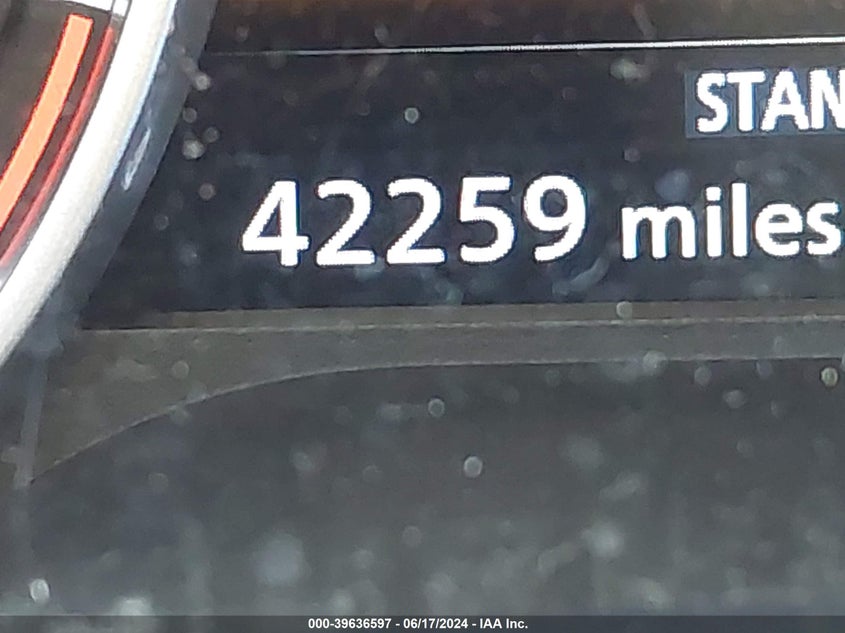 STAN
42259 miles
000-39636597 - 06/17/2024 - IAA Inc.